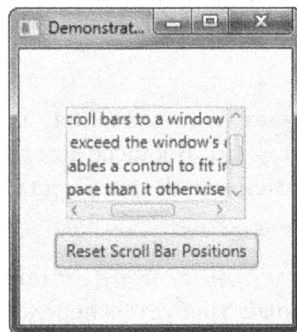 Demonstrat...
croll bars to a window
exceed the window's
ables a control to fit in
pace than it otherwise
Reset Scroll Bar Positions